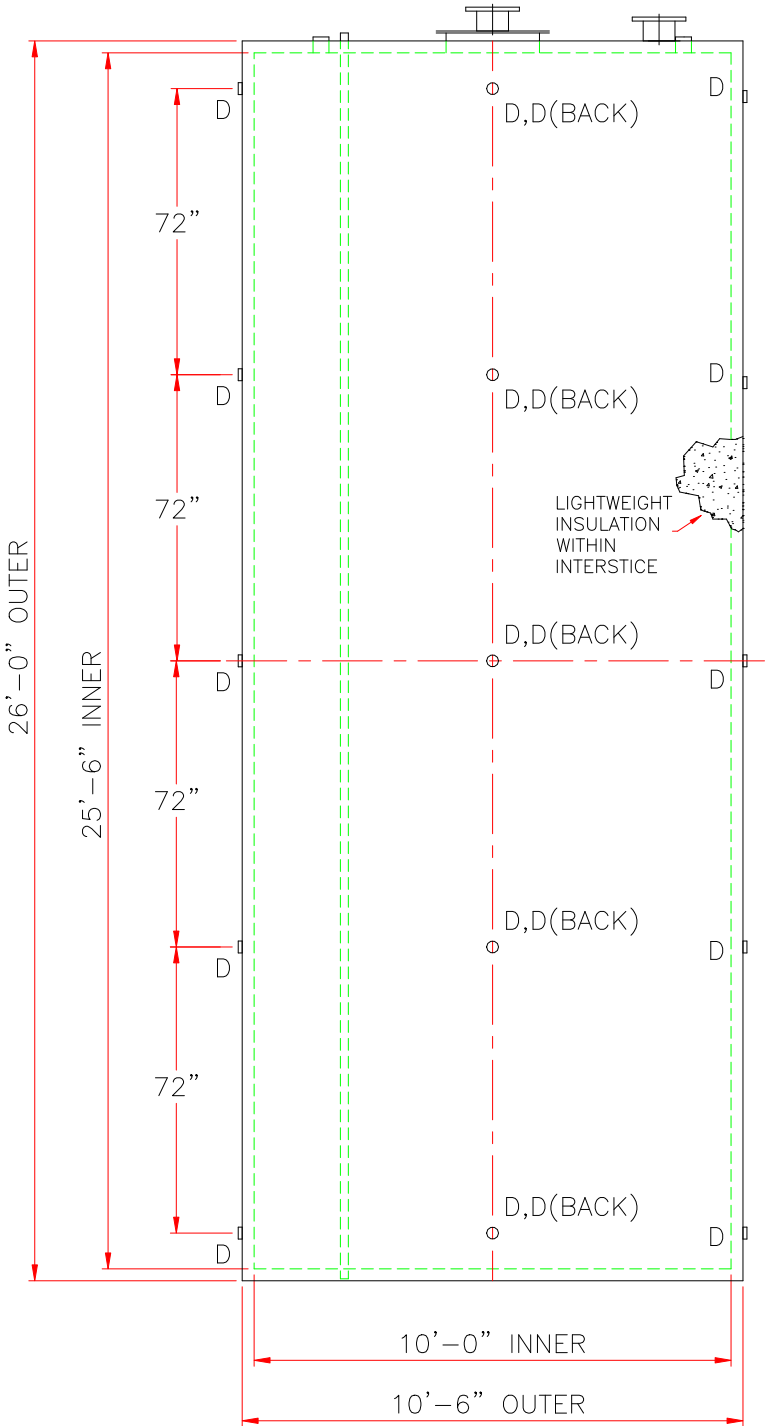 D
D
D,D(BACK)
72”
D
D
D,D(BACK)
LIGHTWEIGHT
INSULATION
WITHIN
INTERSTICE
72”
26’-0” OUTER
25’-6” INNER
D,D(BACK)
D
D
72”
D,D(BACK)
D
D
72”
D,D(BACK)
D
D
10’-0” INNER
10’-6” OUTER